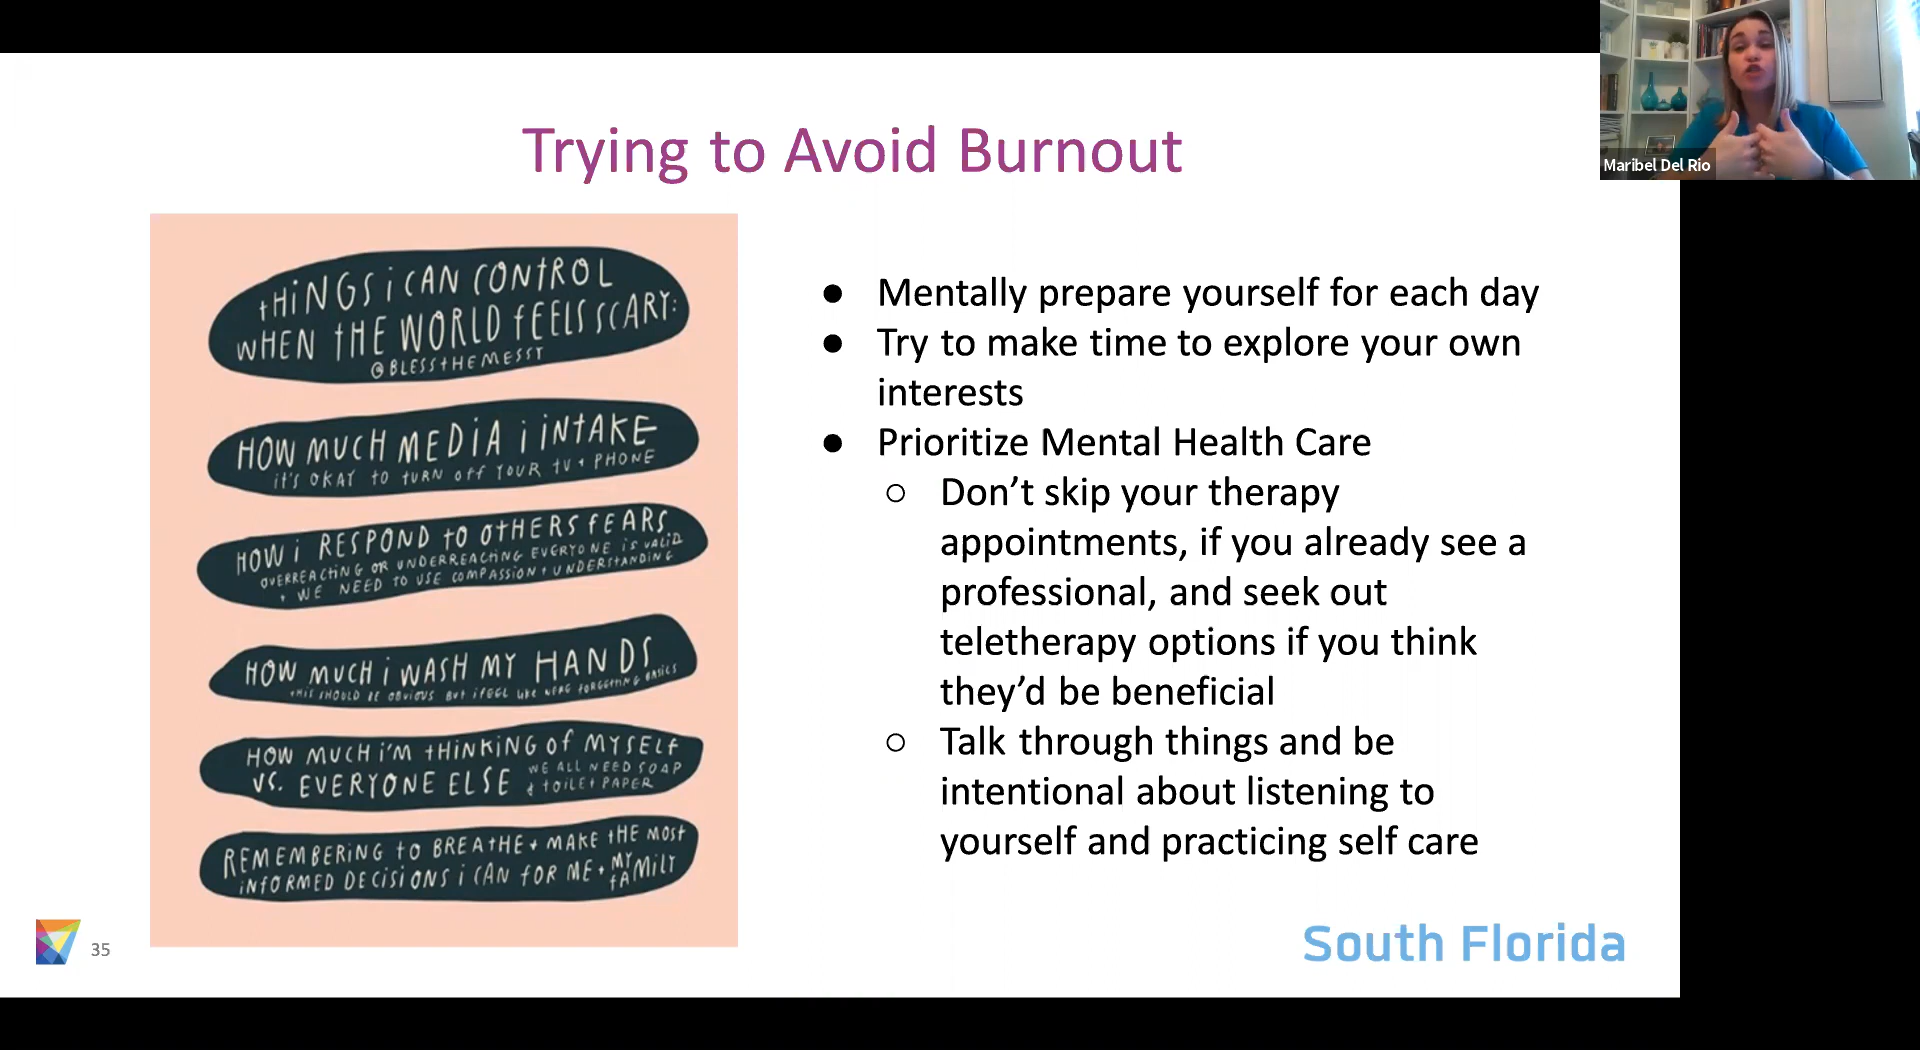 Trying to Avoid Burnout
Maribel Del Rio
tHiNGS i CAN CONtROL
WHEN tHE WORLD fEELS SCARY:
@BLESStHEMESSY
HOW MUCH MEDiA i iNtAKE
it's OKAY to tURN Off YOUR tV + PHONE
HOW i RESPOND tO OtHERS fEARS
OVERREACtiNG OR UNDERREACtiNG EVERYONE iS VALiD
+ WE NEED tO USE COMPASSiON + UNDERStANDiNG
HOW MUCH i WASH MY HANDS
tHiS SHOULD BE OBViOUS BUt i fEEL LiKE WERE fORGEttiNG BASiCS
HOW MUCH i'M tHiNKiNG Of MYSELf
VS. EVERYONE ELSE WE ALL NEED SOAP
+ tOiLEt PAPER
REMEMBERiNG tO BREAtHE + MAKE tHE MOSt
iNfORMED DECiSiONS i CAN fOR ME + MY
fAMiLY
● Mentally prepare yourself for each day
● Try to make time to explore your own
interests
● Prioritize Mental Health Care
○ Don’t skip your therapy
appointments, if you already see a
professional, and seek out
teletherapy options if you think
they’d be beneficial
○ Talk through things and be
intentional about listening to
yourself and practicing self care
35
South Florida